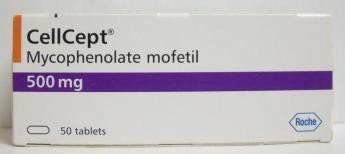 CellCept®
Mycophenolate mofetil
500 mg
50 tablets
Roche